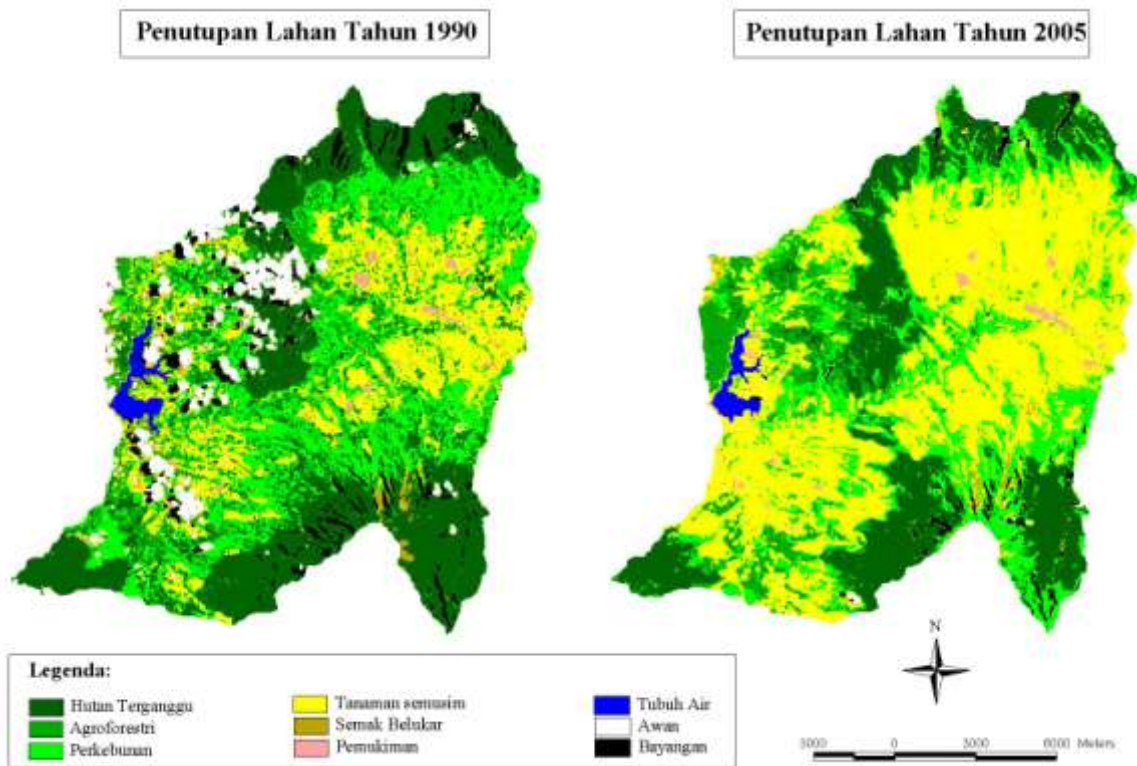 Penutupan Lahan Tahun 1990
Penutupan Lahan Tahun 2005
N
Legenda:
Hutan Terganggu
Agroforestri
Perkebunan
Tanaman semusim
Semak Belukar
Pemukiman
Tubuh Air
Awan
Bayangan
3000 0 3000 6000 Meters